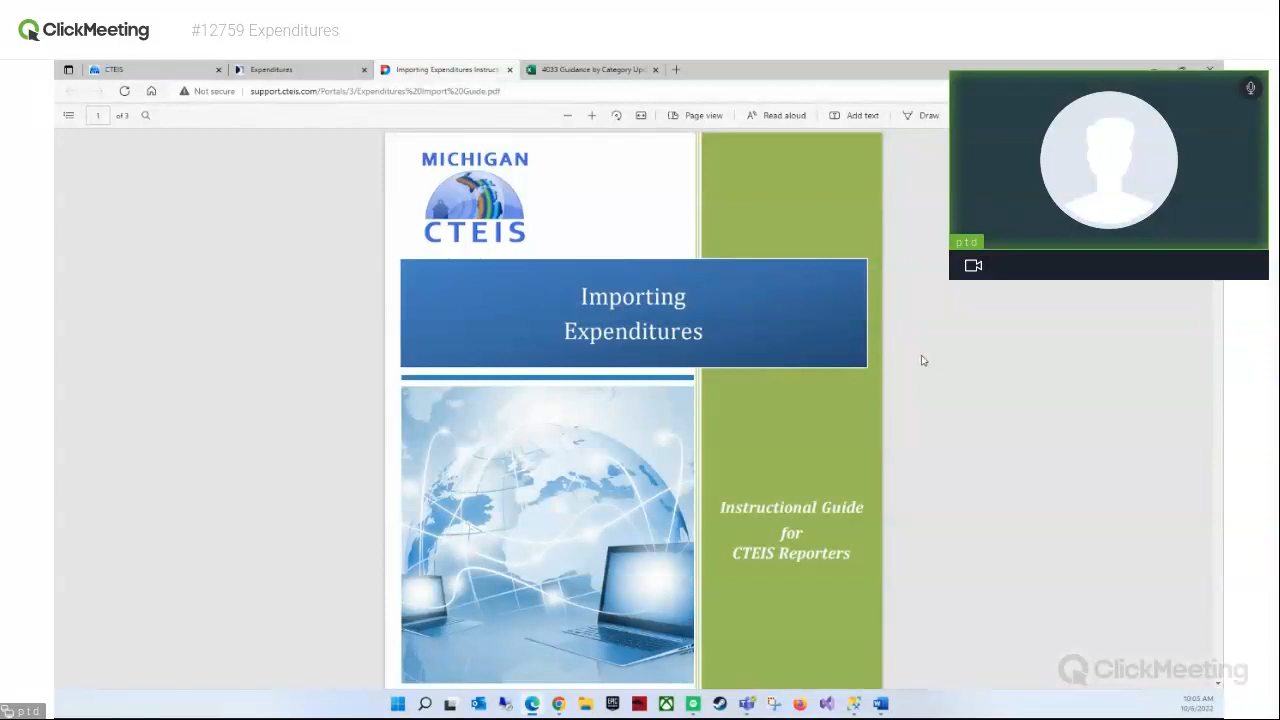 ClickMeeting
#12759 Expenditures
CTEIS
Expenditures
Importing Expenditures Instruct
4033 Guidance by Category Up
Not secure
support.cteis.com/Portals/3/Expenditures%20Import%20Guide.pdf
1
of 3
Page view
Read aloud
Add text
Draw
ptd
MICHIGAN
CTEIS
Importing
Expenditures
Instructional Guide
for
CTEIS Reporters
ClickMeeting
10:05 AM
10/6/2022
ptd